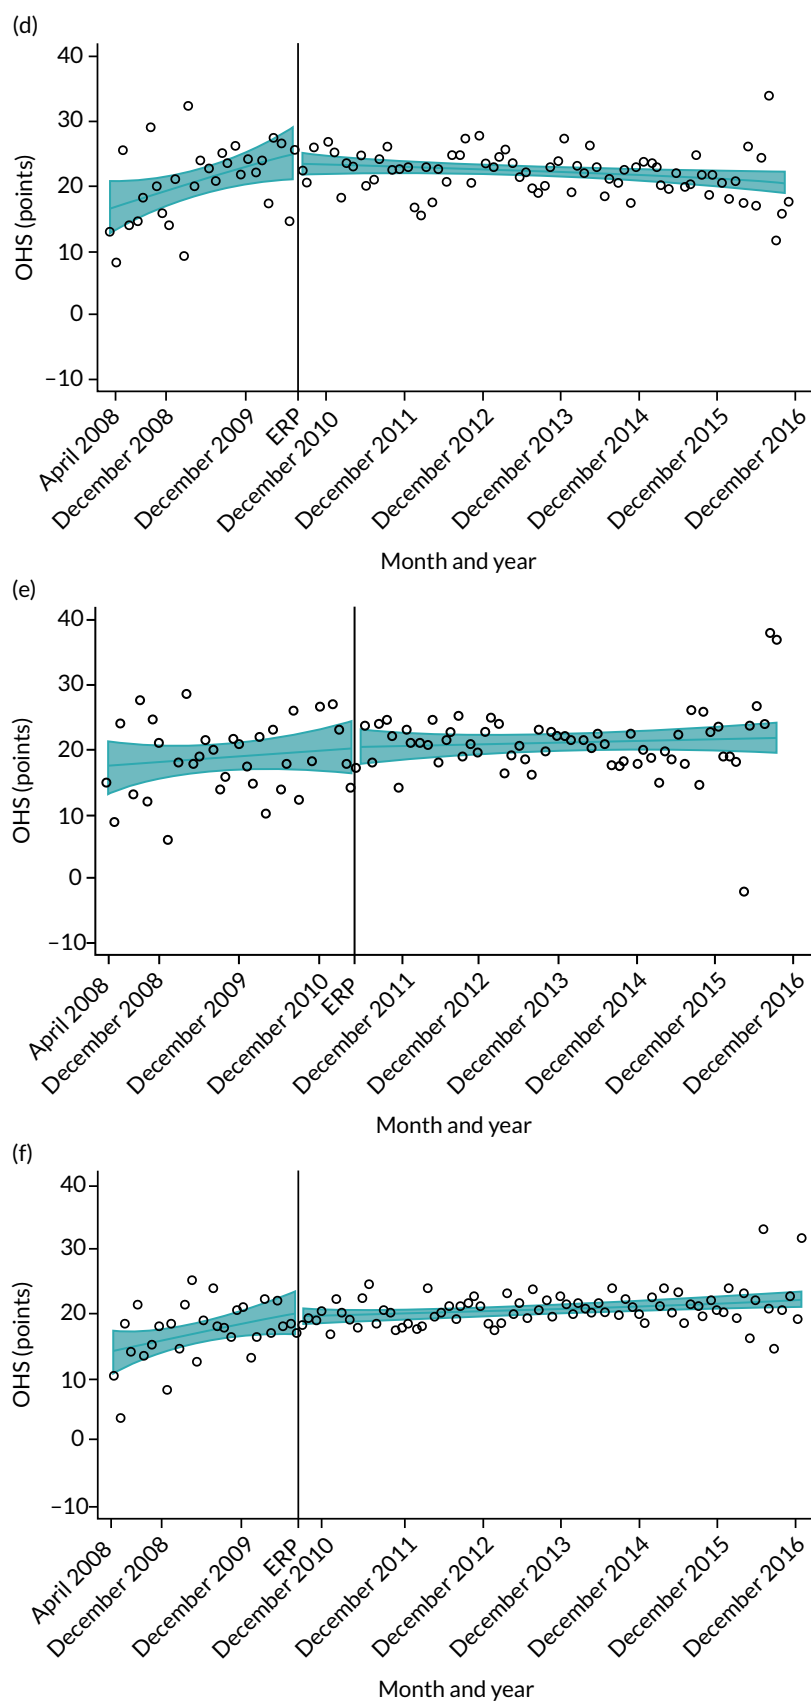 (d)
40
30
20
10
0
−10
OHS (points)
April 2008
December 2008
December 2009
ERP
December 2010
December 2011
December 2012
December 2013
December 2014
December 2015
December 2016
Month and year
(e)
40
30
20
10
0
−10
OHS (points)
April 2008
December 2008
December 2009
December 2010
ERP
December 2011
December 2012
December 2013
December 2014
December 2015
December 2016
Month and year
(f)
40
30
20
10
0
−10
OHS (points)
April 2008
December 2008
December 2009
ERP
December 2010
December 2011
December 2012
December 2013
December 2014
December 2015
December 2016
Month and year